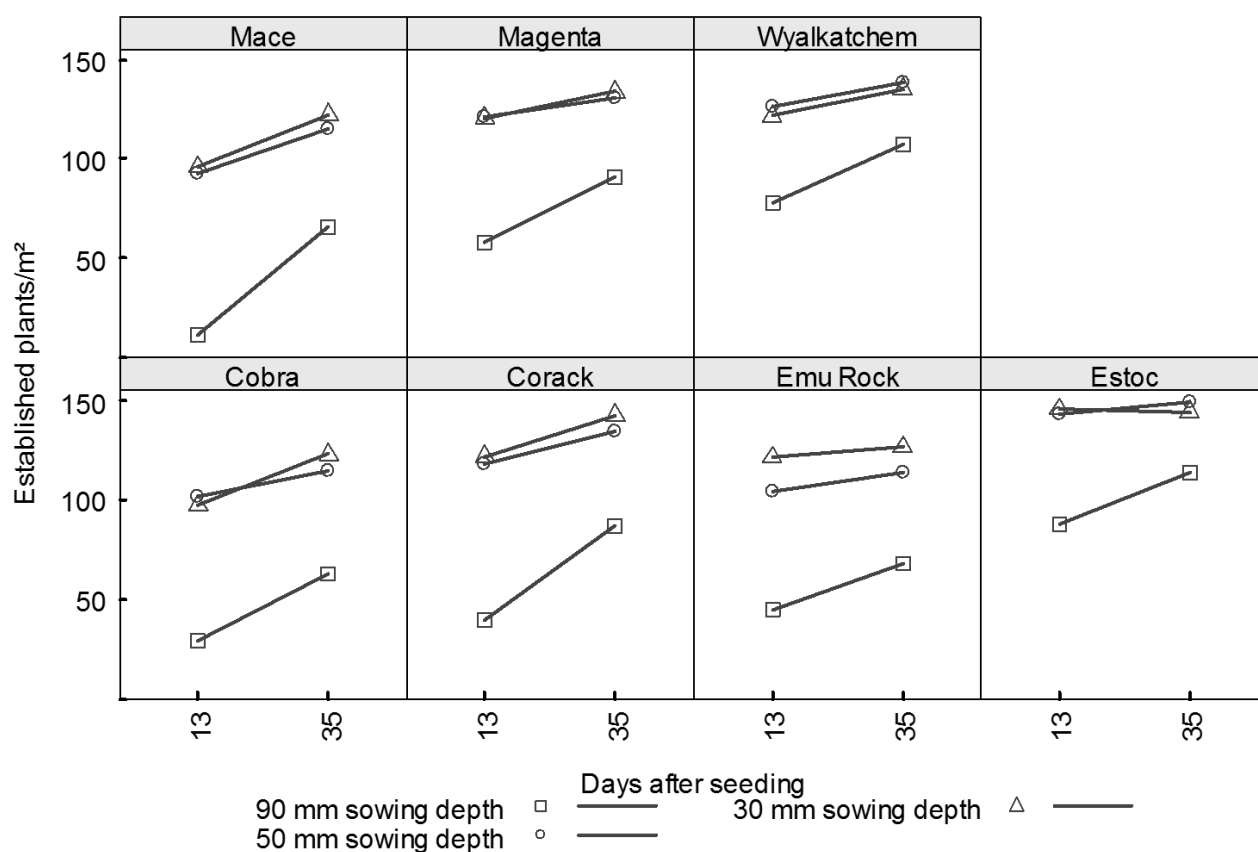 Mace Magenta Wyalkatchem
150
100
50
Cobra Corack Emu Rock Estoc
150
100
50
Established plants/m²
13 35 13 35 13 35 13 35
Days after seeding
90 mm sowing depth 30 mm sowing depth
50 mm sowing depth